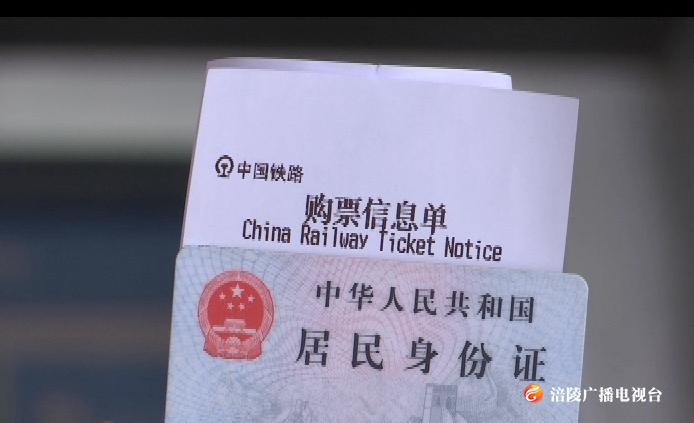 中国铁路
购票信息单
China Railway Ticket Notice
中华人民共和国
居民身份证
涪陵广播电视台